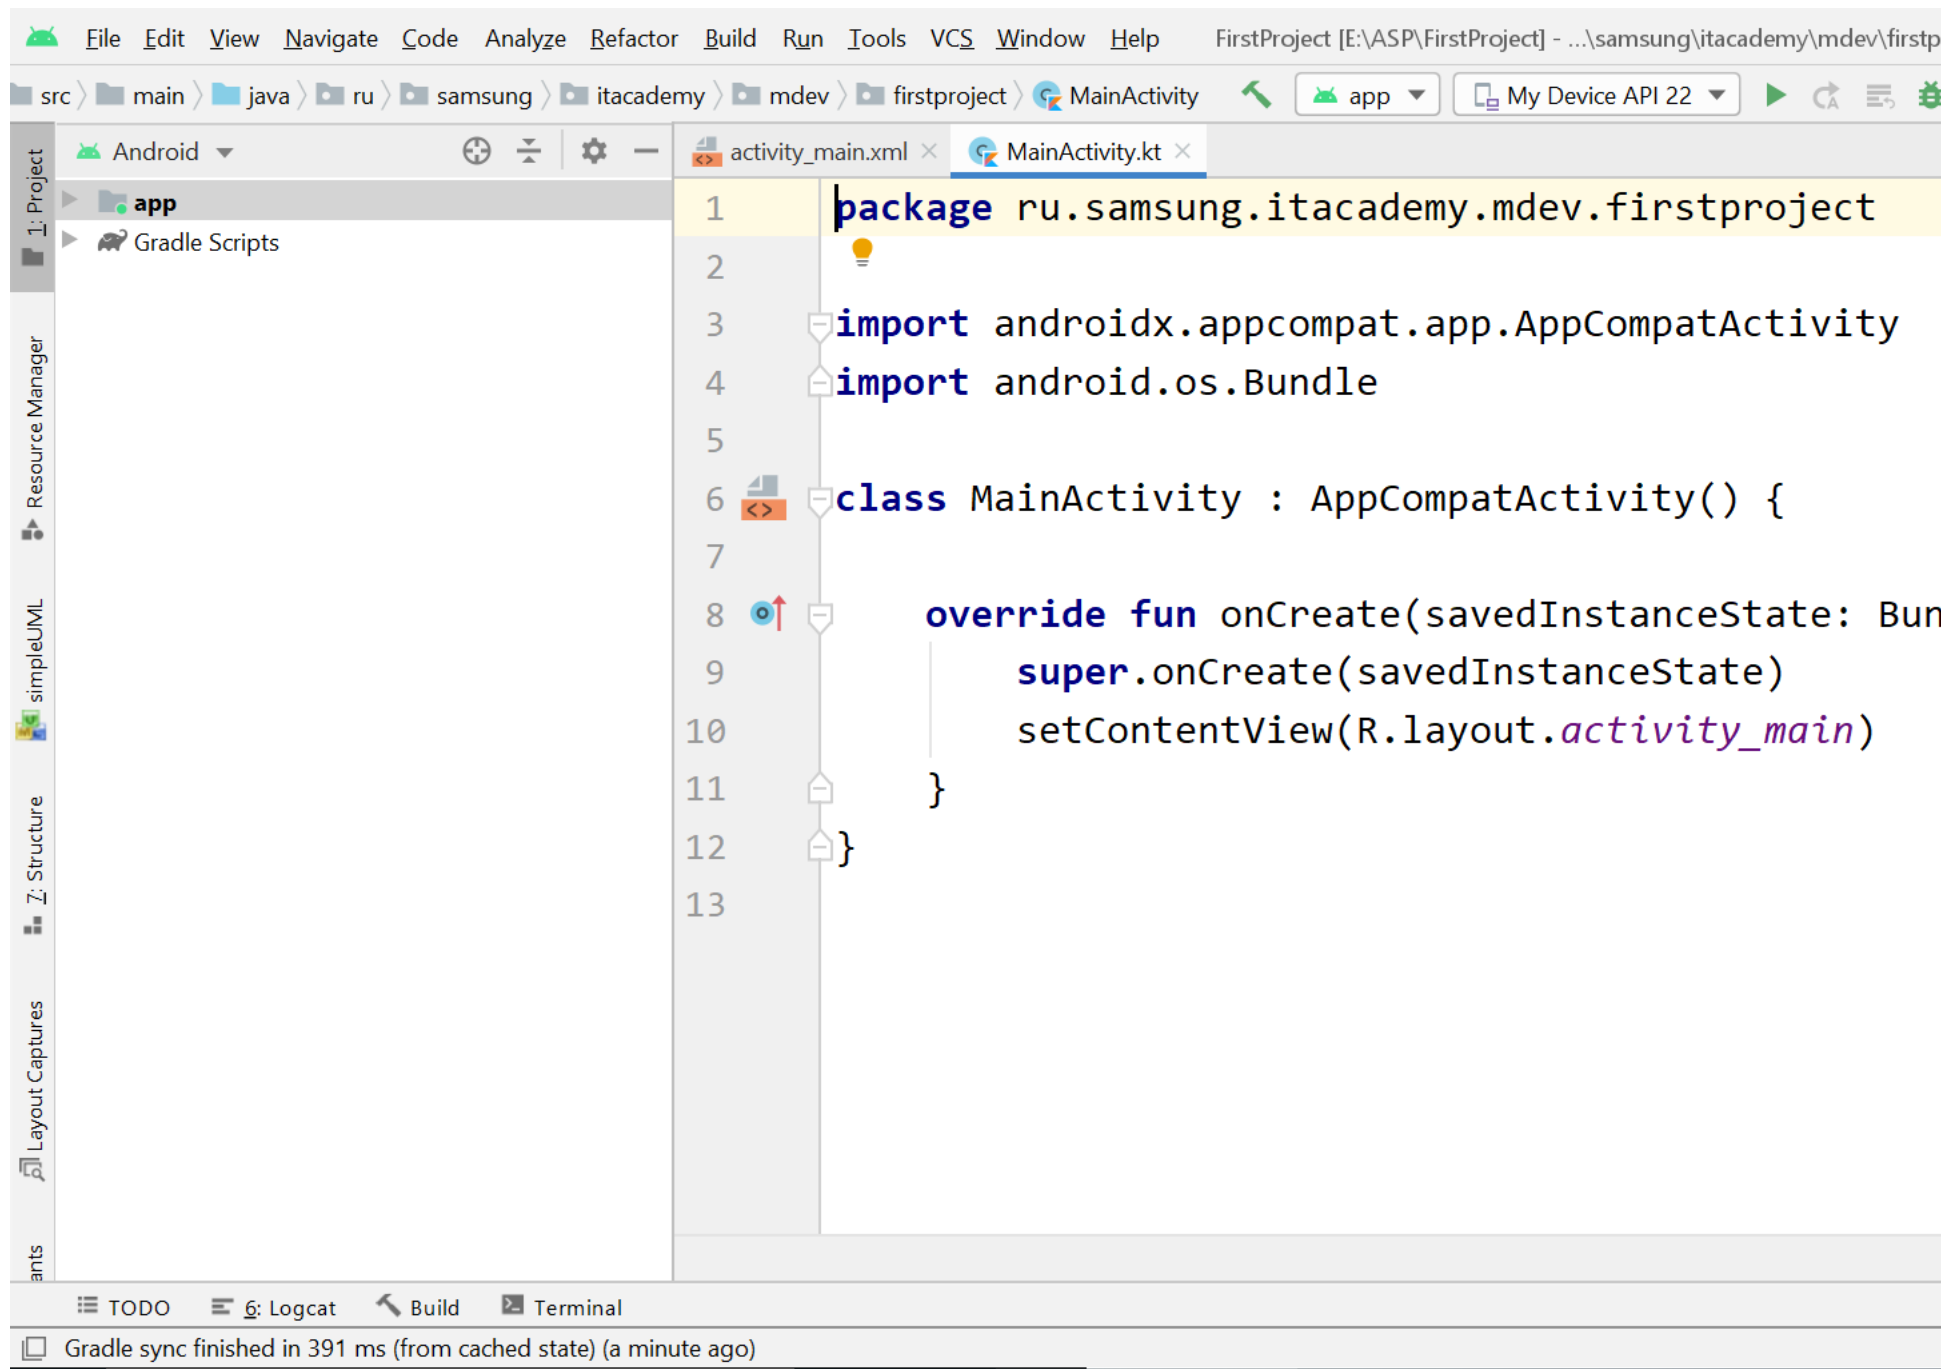 File Edit View Navigate Code Analyze Refactor Build Run Tools VCS Window Help FirstProject [E:\ASP\FirstProject] - ...\samsung\itacademy\mdev\firstp
src main java ru samsung itacademy mdev firstproject MainActivity app My Device API 22
Android
activity_main.xml MainActivity.kt
1: Project
Resource Manager
simpleUML
7: Structure
Layout Captures
ants
app
Gradle Scripts
1 package ru.samsung.itacademy.mdev.firstproject
2
3 import androidx.appcompat.app.AppCompatActivity
4 import android.os.Bundle
5
6 class MainActivity : AppCompatActivity() {
7
8 override fun onCreate(savedInstanceState: Bun
9 super.onCreate(savedInstanceState)
10 setContentView(R.layout.activity_main)
11 }
12 }
13
TODO 6: Logcat Build Terminal
Gradle sync finished in 391 ms (from cached state) (a minute ago)